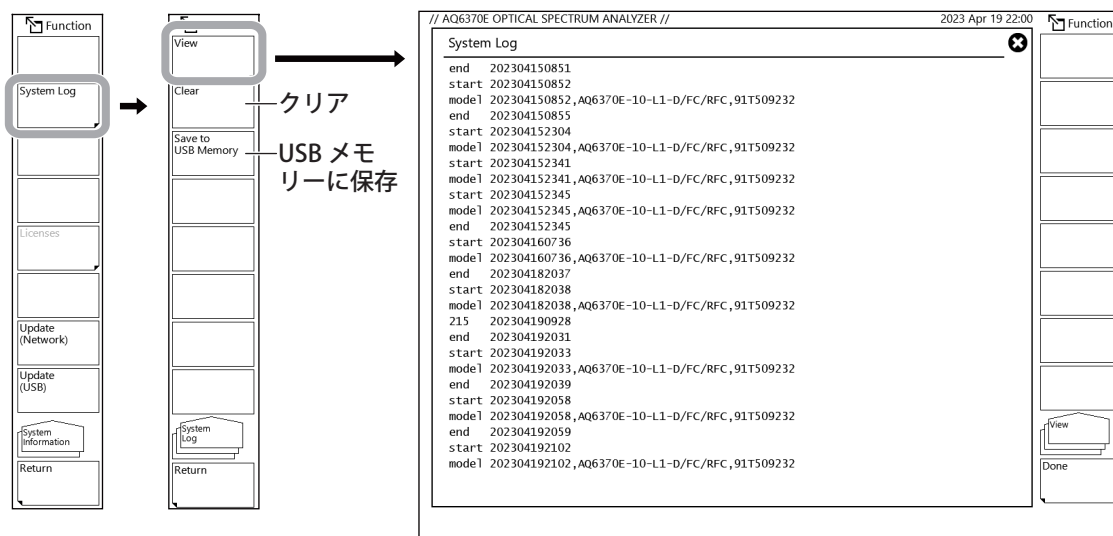 Function
System Log
Licenses
Update
(Network)
Update
(USB)
System
Information
Return
View
Clear
Save to
USB Memory
System
Log
Return
クリア
USB メモ
リーに保存
// AQ6370E OPTICAL SPECTRUM ANALYZER //
2023 Apr 19 22:00
System Log
end 202304150851
start 202304150852
model 202304150852,AQ6370E-10-L1-D/FC/RFC,91T509232
end 202304150855
start 202304152304
model 202304152304,AQ6370E-10-L1-D/FC/RFC,91T509232
start 202304152341
model 202304152341,AQ6370E-10-L1-D/FC/RFC,91T509232
start 202304152345
model 202304152345,AQ6370E-10-L1-D/FC/RFC,91T509232
end 202304152345
start 202304160736
model 202304160736,AQ6370E-10-L1-D/FC/RFC,91T509232
end 202304182037
start 202304182038
model 202304182038,AQ6370E-10-L1-D/FC/RFC,91T509232
215 202304190928
end 202304192031
start 202304192033
model 202304192033,AQ6370E-10-L1-D/FC/RFC,91T509232
end 202304192039
start 202304192058
model 202304192058,AQ6370E-10-L1-D/FC/RFC,91T509232
end 202304192059
start 202304192102
model 202304192102,AQ6370E-10-L1-D/FC/RFC,91T509232
Function
View
Done